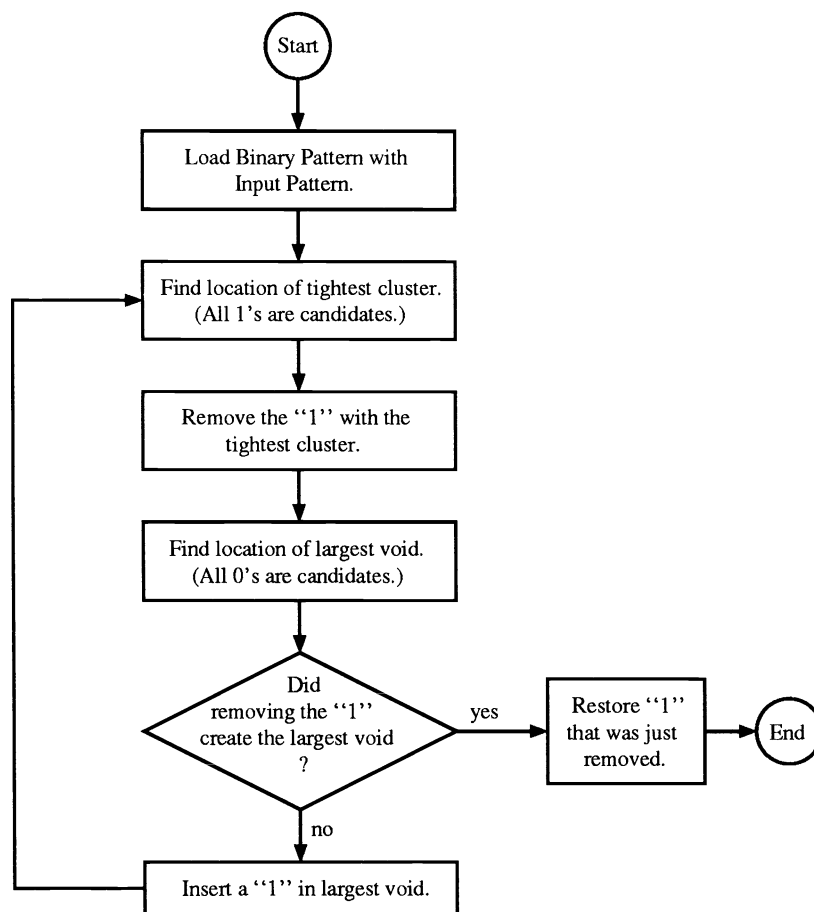 Start
Load Binary Pattern with
Input Pattern.
Find location of tightest cluster.
(All 1's are candidates.)
Remove the ‘‘1’’ with the
tightest cluster.
Find location of largest void.
(All 0's are candidates.)
Did
removing the ‘‘1’’
create the largest void
?
yes
Restore ‘‘1’’
that was just
removed.
End
no
Insert a ‘‘1’’ in largest void.